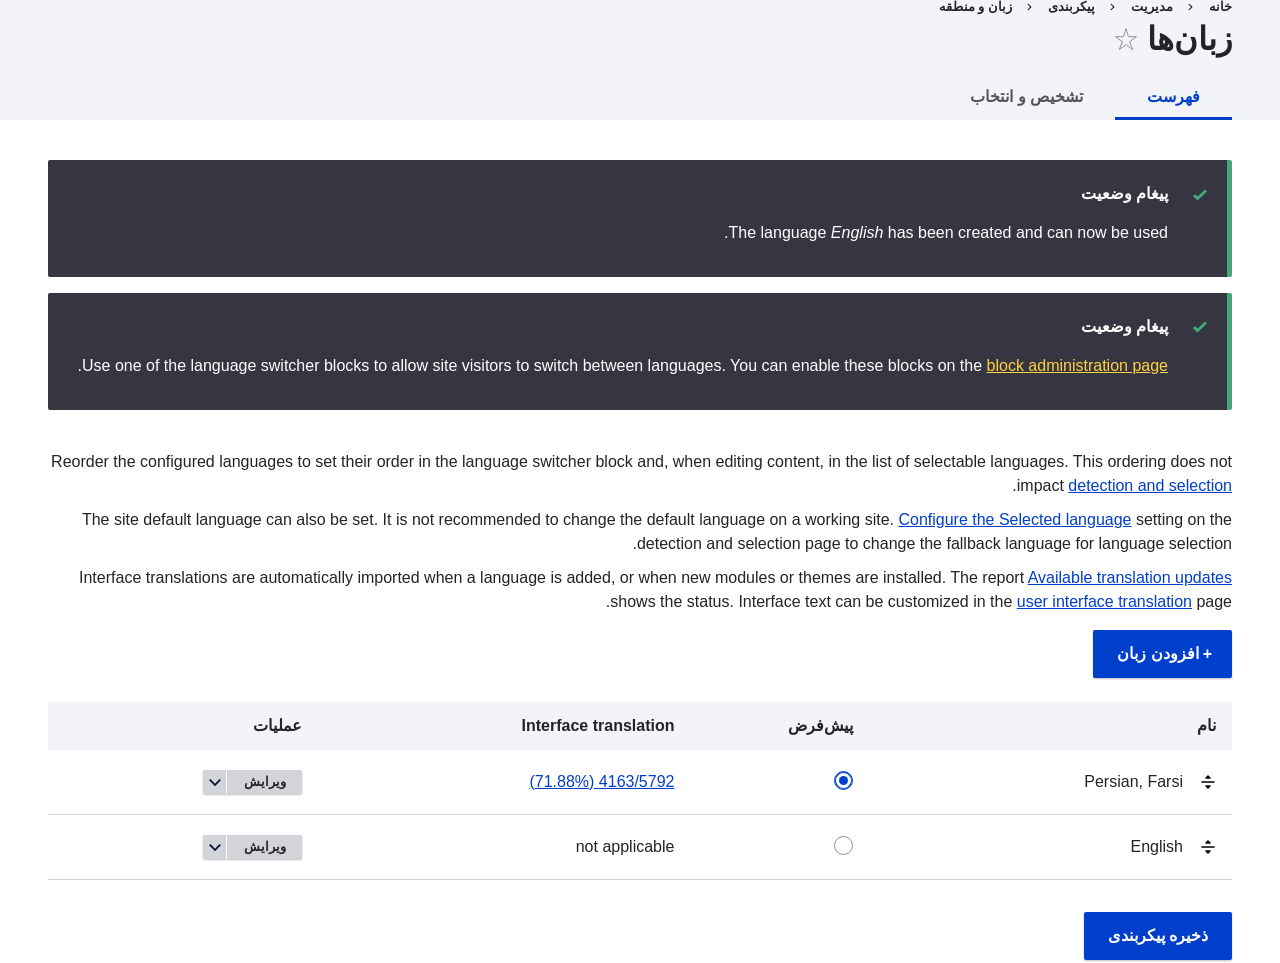 خانه › مدیریت › پیکربندی › زبان و منطقه
زبان‌ها ☆
فهرست
تشخیص و انتخاب
پیغام وضعیت
The language English has been created and can now be used.
پیغام وضعیت
Use one of the language switcher blocks to allow site visitors to switch between languages. You can enable these blocks on the block administration page.
Reorder the configured languages to set their order in the language switcher block and, when editing content, in the list of selectable languages. This ordering does not
impact detection and selection.
The site default language can also be set. It is not recommended to change the default language on a working site. Configure the Selected language setting on the
detection and selection page to change the fallback language for language selection.
Interface translations are automatically imported when a language is added, or when new modules or themes are installed. The report Available translation updates
shows the status. Interface text can be customized in the user interface translation page.
+ افزودن زبان
نام پیش‌فرض Interface translation عملیات
Persian, Farsi 4163/5792 (71.88%) ویرایش
English not applicable ویرایش
ذخیره پیکربندی